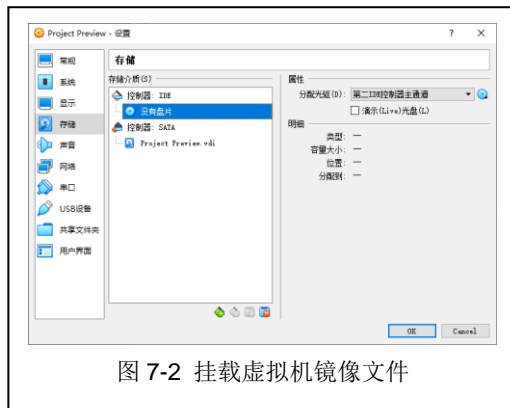 Project Preview - 设置
常规
系统
显示
存储
声音
网络
串口
USB设备
共享文件夹
用户界面
存储
存储介质(S)
控制器: IDE
没有盘片
控制器: SATA
Project Preview.vdi
属性
分配光驱(D): 第二IDE控制器主通道
演示(Live)光盘(L)
明细
类型: —
容量大小: —
位置: —
分配到: —
OK
Cancel
图 7-2 挂载虚拟机镜像文件